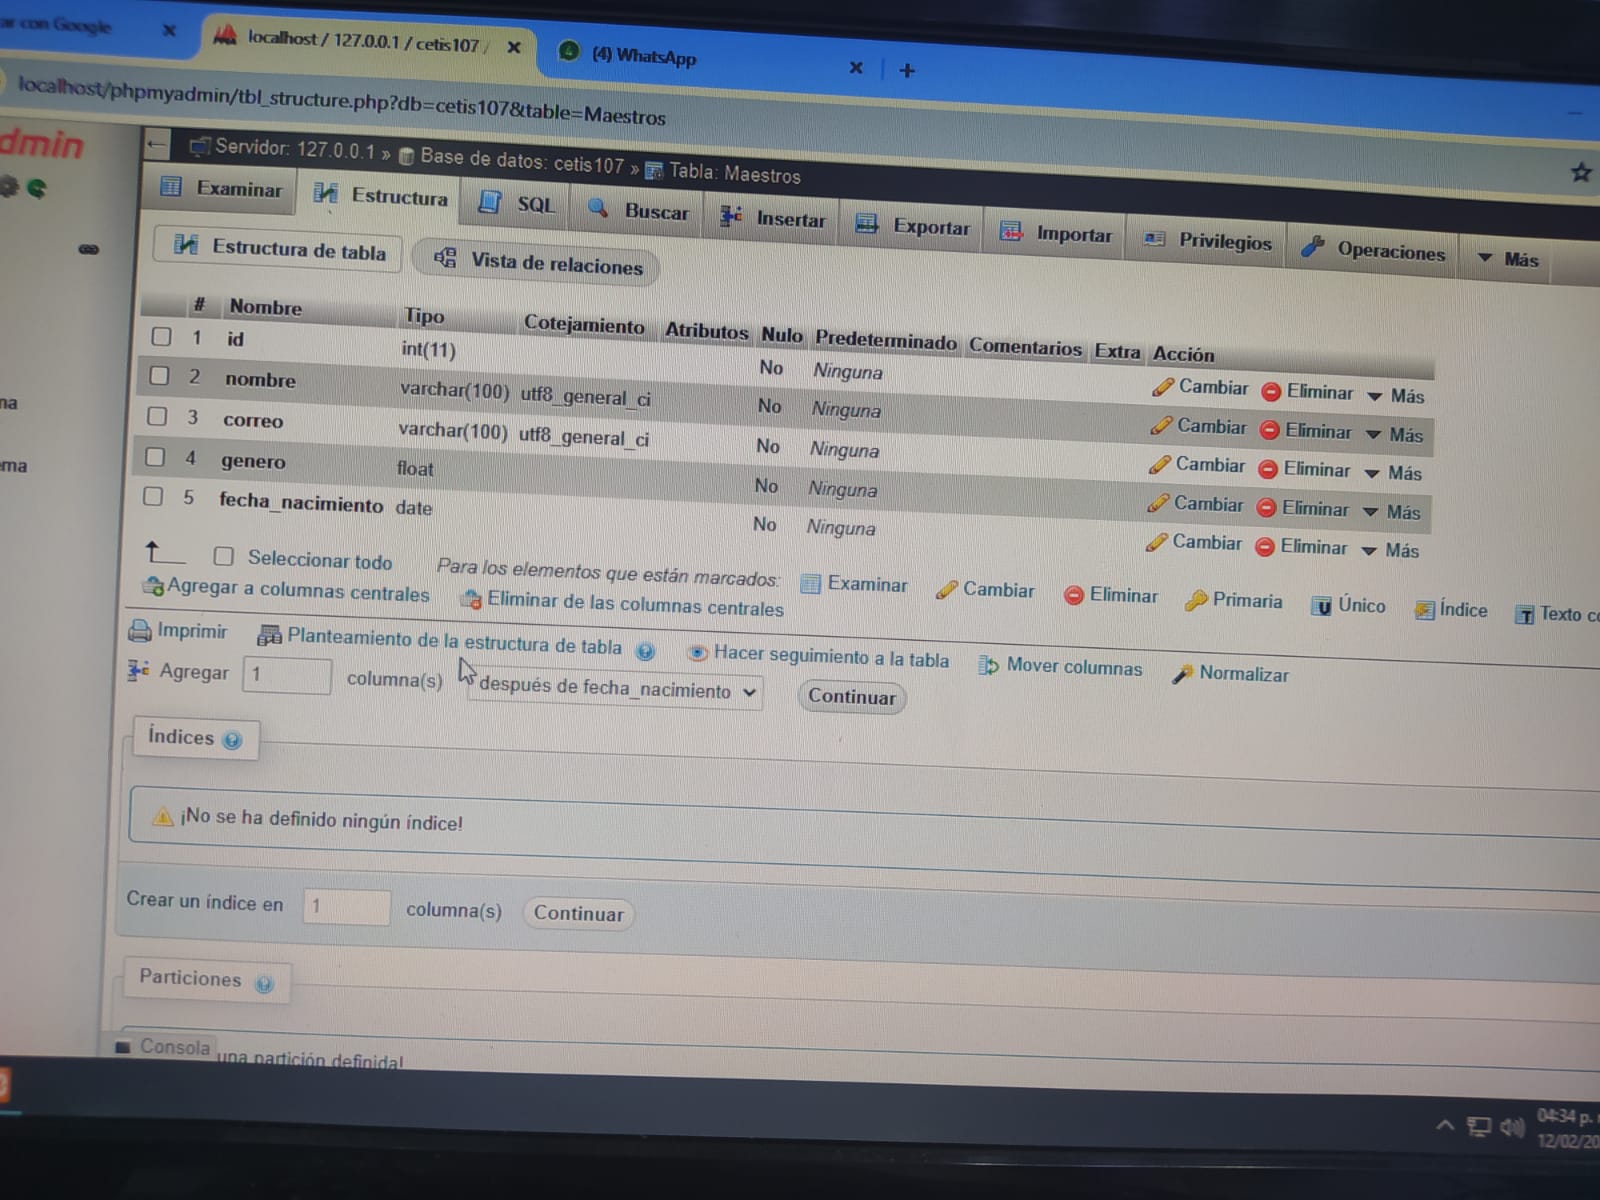 ar con Google
localhost / 127.0.0.1 / cetis107 /
(4) WhatsApp
localhost/phpmyadmin/tbl_structure.php?db=cetis107&table=Maestros
dmin
Servidor: 127.0.0.1 » Base de datos: cetis107 » Tabla: Maestros
Examinar Estructura SQL Buscar Insertar Exportar Importar Privilegios Operaciones Más
Estructura de tabla Vista de relaciones
# Nombre Tipo Cotejamiento Atributos Nulo Predeterminado Comentarios Extra Acción
1 id int(11) No Ninguna Cambiar Eliminar Más
2 nombre varchar(100) utf8_general_ci No Ninguna Cambiar Eliminar Más
3 correo varchar(100) utf8_general_ci No Ninguna Cambiar Eliminar Más
4 genero float No Ninguna Cambiar Eliminar Más
5 fecha_nacimiento date No Ninguna Cambiar Eliminar Más
na
ema
Seleccionar todo Para los elementos que están marcados: Examinar Cambiar Eliminar Primaria Único Índice Texto co
Agregar a columnas centrales Eliminar de las columnas centrales
Imprimir Planteamiento de la estructura de tabla Hacer seguimiento a la tabla Mover columnas Normalizar
Agregar 1 columna(s) después de fecha_nacimiento Continuar
Índices
¡No se ha definido ningún índice!
Crear un índice en 1 columna(s) Continuar
Particiones
Consola una partición definida!
04:34 p.
12/02/20